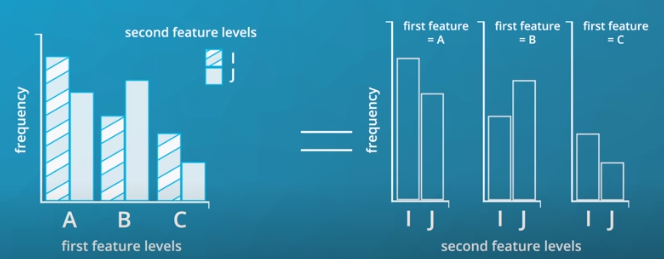 second feature levels
I
J
frequency
A B C
first feature levels
first feature
= A
first feature
= B
first feature
= C
frequency
I J I J I J
second feature levels